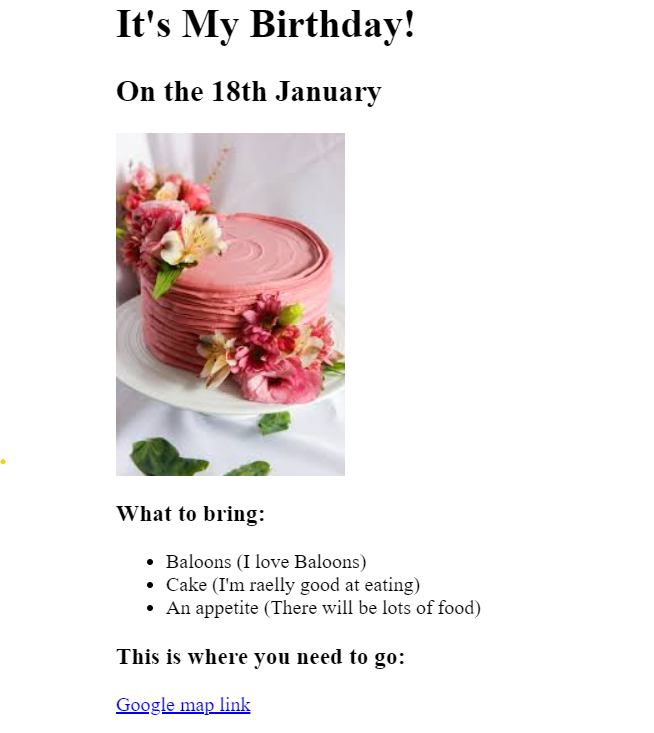 It's My Birthday!
On the 18th January
What to bring:
Baloons (I love Baloons)
Cake (I'm raelly good at eating)
An appetite (There will be lots of food)
This is where you need to go:
Google map link